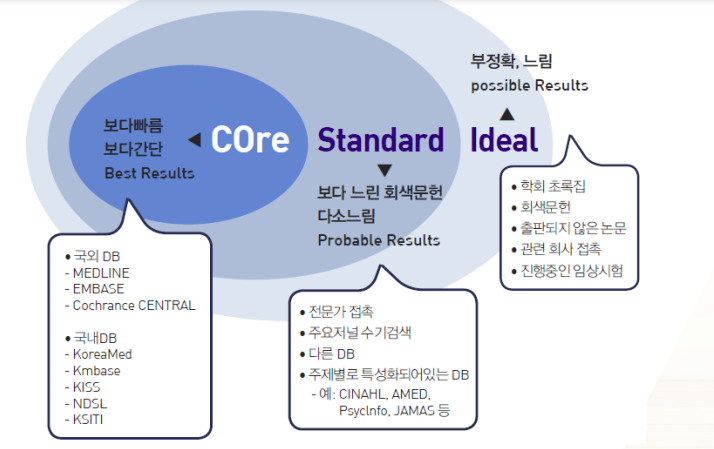 부정확, 느림
possible Results
▲
보다빠름
보다간단
Best Results
◀ COre
Standard
Ideal
▼
보다 느린 회색문헌
다소느림
Probable Results
• 학회 초록집
• 회색문헌
• 출판되지 않은 논문
• 관련 회사 접촉
• 진행중인 임상시험
• 국외 DB
- MEDLINE
- EMBASE
- Cochrance CENTRAL
• 국내DB
- KoreaMed
- Kmbase
- KISS
- NDSL
- KSITI
• 전문가 접촉
• 주요저널 수기검색
• 다른 DB
• 주제별로 특성화되어있는 DB
- 예: CINAHL, AMED,
PsycInfo, JAMAS 등